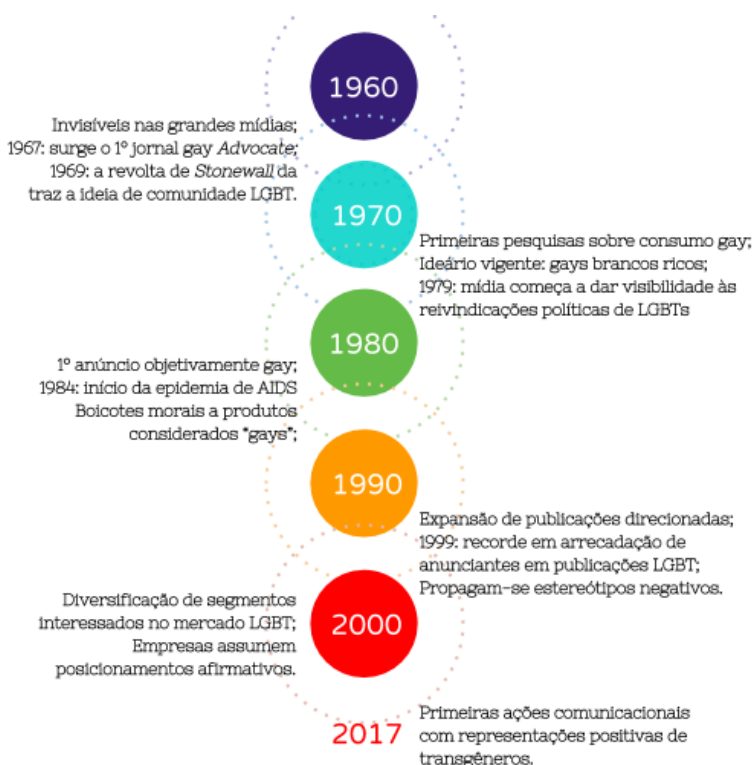 1960
Invisíveis nas grandes mídias;
1967: surge o 1º jornal gay Advocate;
1969: a revolta de Stonewall da
traz a ideia de comunidade LGBT.
1970
Primeiras pesquisas sobre consumo gay;
Ideário vigente: gays brancos ricos;
1979: mídia começa a dar visibilidade às
reivindicações políticas de LGBTs
1980
1º anúncio objetivamente gay;
1984: início da epidemia de AIDS
Boicotes morais a produtos
considerados "gays";
1990
Expansão de publicações direcionadas;
1999: recorde em arrecadação de
anunciantes em publicações LGBT;
Propagam-se estereótipos negativos.
2000
Diversificação de segmentos
interessados no mercado LGBT;
Empresas assumem
posicionamentos afirmativos.
2017
Primeiras ações comunicacionais
com representações positivas de
transgêneros.